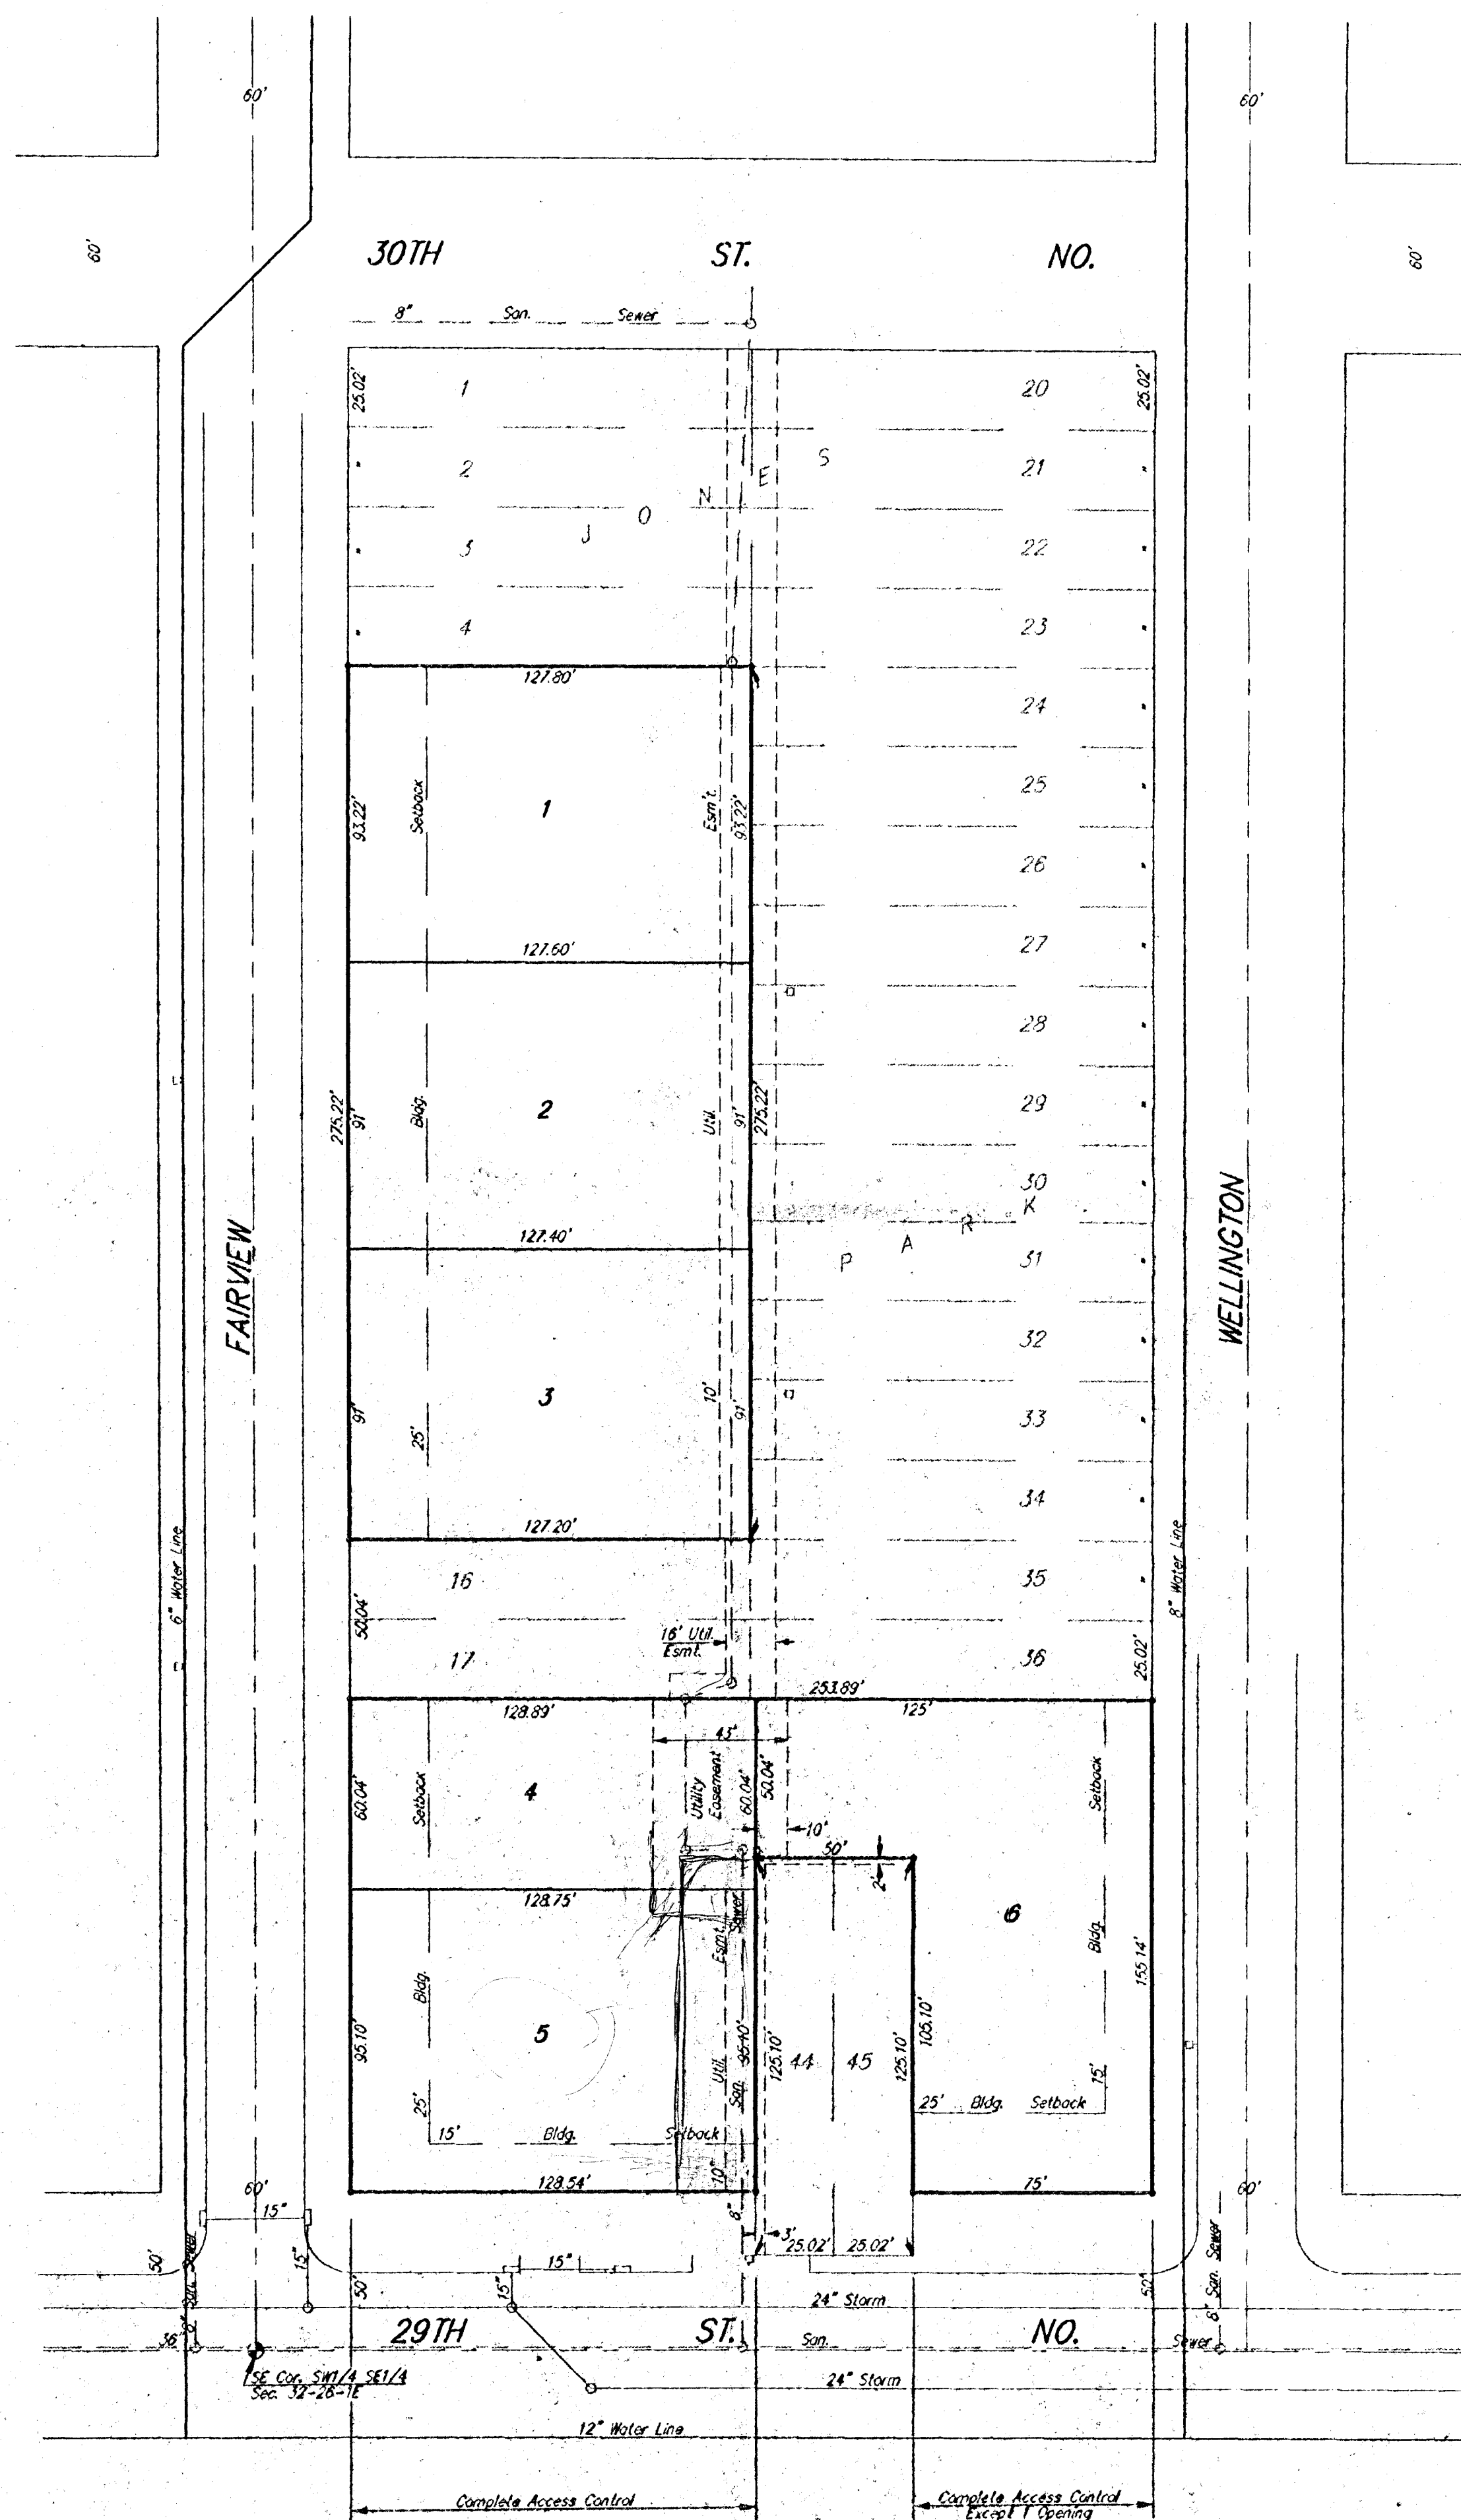 60'
60'
60'
30TH ST. NO.
60'
8" San. Sewer
25.02'
1
20
25.02'
2
21
J O N E S
3
22
4
23
127.80'
24
93.22'
Setback
1
Esm't.
93.22'
25
26
127.60'
27
28
275.22'
91'
Bldg.
2
Util.
91'
275.22'
29
30
P A R K
127.40'
31
FAIRVIEW
WELLINGTON
32
91'
25'
3
10'
91'
33
34
127.20'
6" Water Line
8" Water Line
16
35
50.04'
16' Util.
Esmt.
17
36
25.02'
253.89'
128.89'
125'
43'
60.04'
Setback
4
Utility
Easement
60.04'
50.04'
Setback
10'
50'
2'
128.75'
6
Bldg.
Esmt.
Sewer
Bldg.
155.14'
95.10'
5
Util.
San.
95.10'
125.10'
44
45
125.10'
105.10'
25'
15'
15' Bldg. Setback
25' Bldg. Setback
10'
128.54'
75'
60'
60'
15"
8"
3'
25.02'
25.02'
50'
8" San. Sewer
15"
50'
15"
15"
50'
8" San. Sewer
24" Storm
36"
29TH ST. NO.
San. Sewer
SE Cor. SW1/4 SE1/4
Sec. 32-26-1E
24" Storm
12" Water Line
Complete Access Control
Complete Access Control
Except 1 Opening